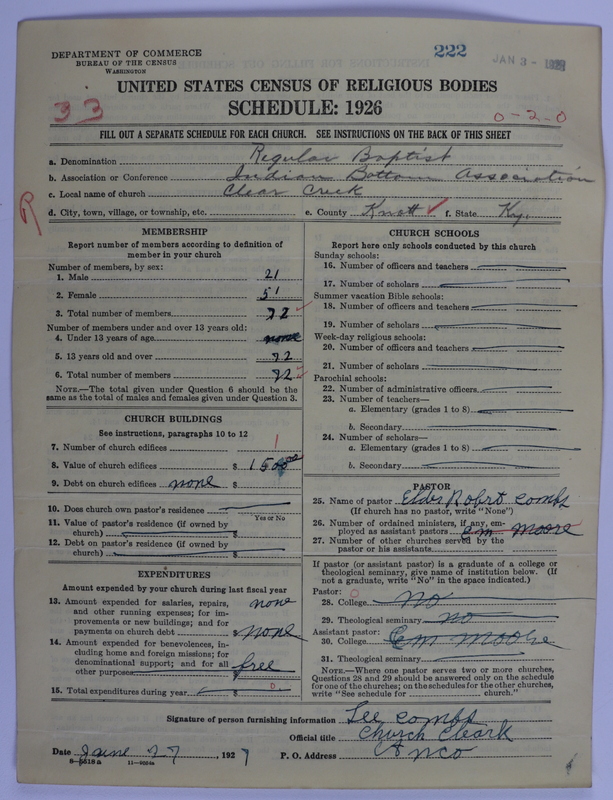 222
JAN 3 - 1928
DEPARTMENT OF COMMERCE
BUREAU OF THE CENSUS
WASHINGTON
UNITED STATES CENSUS OF RELIGIOUS BODIES
SCHEDULE: 1926
33
0-2-0
FILL OUT A SEPARATE SCHEDULE FOR EACH CHURCH. SEE INSTRUCTIONS ON THE BACK OF THIS SHEET
a. Denomination Regular Baptist
b. Association or Conference Indian Bottom Association
c. Local name of church Clear Creek
R
d. City, town, village, or township, etc. e. County Knott ✓ f. State Ky.
MEMBERSHIP
Report number of members according to definition of
member in your church
Number of members, by sex:
1. Male 21
2. Female 51
3. Total number of members 72
Number of members under and over 13 years old:
4. Under 13 years of age none
5. 13 years old and over 72
6. Total number of members 72
NOTE.—The total given under Question 6 should be the
same as the total of males and females given under Question 3.
CHURCH BUILDINGS
See instructions, paragraphs 10 to 12
7. Number of church edifices 1
8. Value of church edifices $ 1500 00
9. Debt on church edifices none $
10. Does church own pastor's residence
Yes or No
11. Value of pastor's residence (if owned by
church) $
12. Debt on pastor's residence (if owned by
church) $
EXPENDITURES
Amount expended by your church during last fiscal year
13. Amount expended for salaries, repairs, none
and other running expenses; for im-
provements or new buildings; and for
payments on church debt $ none
14. Amount expended for benevolences, in-
cluding home and foreign missions; for
denominational support; and for all
other purposes free
15. Total expenditures during year $ 0
CHURCH SCHOOLS
Report here only schools conducted by this church
Sunday schools:
16. Number of officers and teachers
17. Number of scholars
Summer vacation Bible schools:
18. Number of officers and teachers
19. Number of scholars
Week-day religious schools:
20. Number of officers and teachers
21. Number of scholars
Parochial schools:
22. Number of administrative officers
23. Number of teachers—
a. Elementary (grades 1 to 8)
b. Secondary
24. Number of scholars—
a. Elementary (grades 1 to 8)
b. Secondary
PASTOR
25. Name of pastor Elder Robrt Combs
(If church has no pastor, write "None")
26. Number of ordained ministers, if any, em-
ployed as assistant pastors Em Moore
27. Number of other churches served by the
pastor or his assistants
If pastor (or assistant pastor) is a graduate of a college or
theological seminary, give name of institution below. (If
not a graduate, write "No" in the space indicated.)
Pastor: 0
28. College no
29. Theological seminary no
Assistant pastor:
30. College Em Moore
31. Theological seminary
NOTE.—Where one pastor serves two or more churches,
Questions 28 and 29 should be answered only on the schedule
for one of the churches; on the schedules for the other churches,
write "See schedule for church."
Signature of person furnishing information Lee Combs
Official title Church Cleark
Date June 27, 1927 P. O. Address Anco
8-5519a 11-9064a